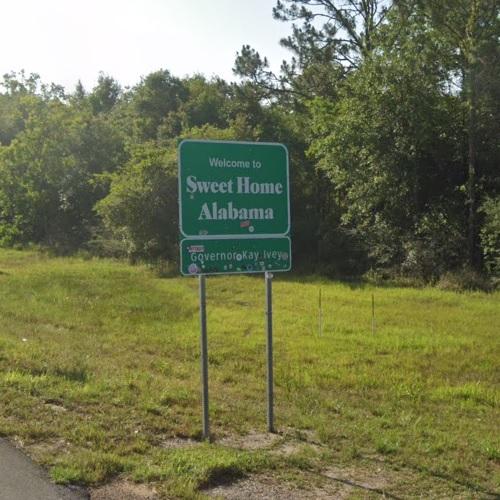 Welcome to
Sweet Home
Alabama
Governor Kay Ivey